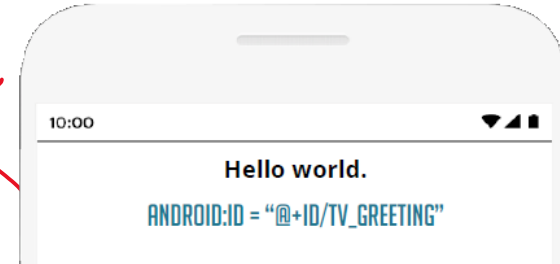 10:00
Hello world.
ANDROID:ID = “@+ID/TV_GREETING”